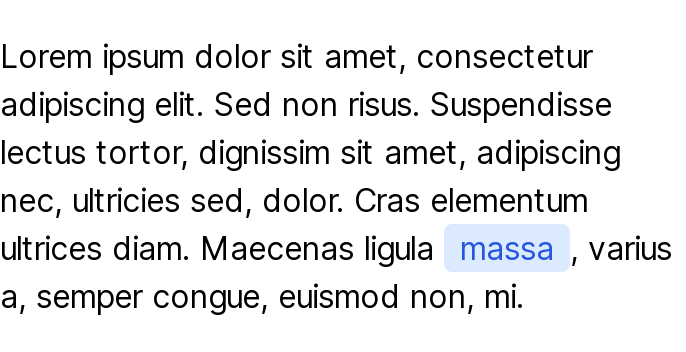 Lorem ipsum dolor sit amet, consectetur
adipiscing elit. Sed non risus. Suspendisse
lectus tortor, dignissim sit amet, adipiscing
nec, ultricies sed, dolor. Cras elementum
ultrices diam. Maecenas ligula massa, varius
a, semper congue, euismod non, mi.